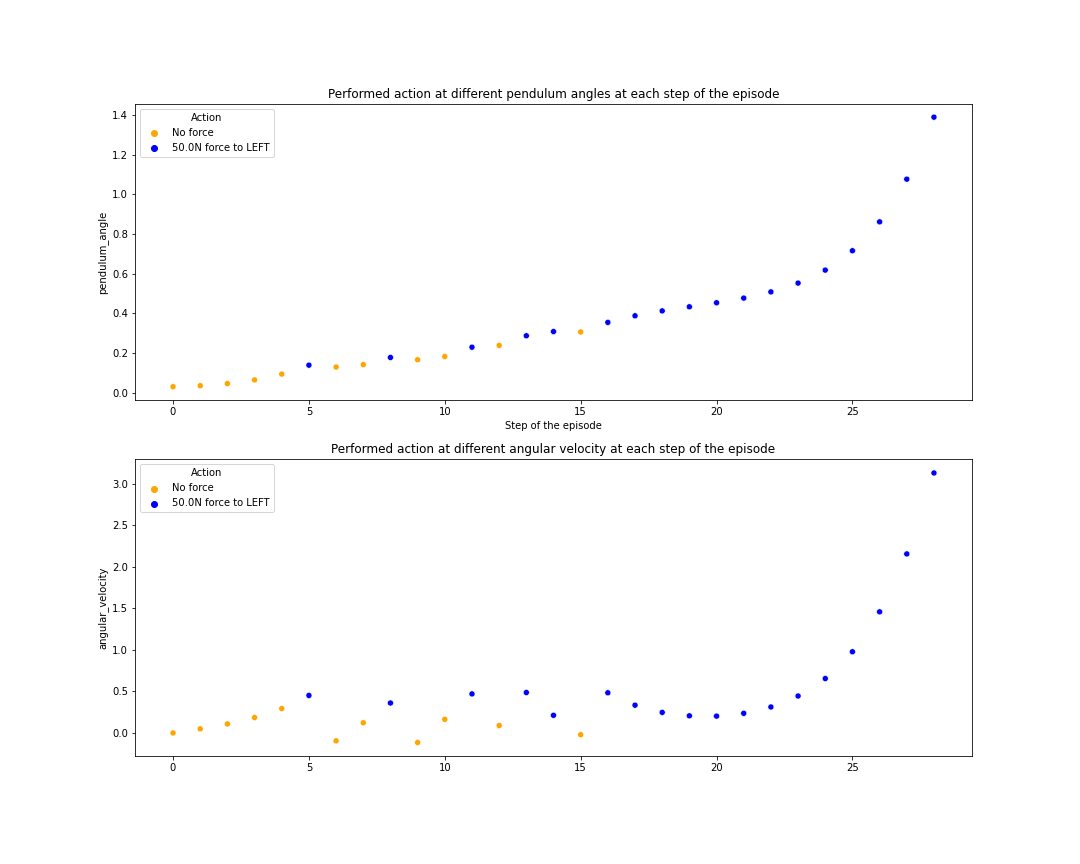 Performed action at different pendulum angles at each step of the episode
Action
No force
50.0N force to LEFT
pendulum_angle
1.4
1.2
1.0
0.8
0.6
0.4
0.2
0.0
0 5 10 15 20 25
Step of the episode
Performed action at different angular velocity at each step of the episode
Action
No force
50.0N force to LEFT
angular_velocity
3.0
2.5
2.0
1.5
1.0
0.5
0.0
0 5 10 15 20 25